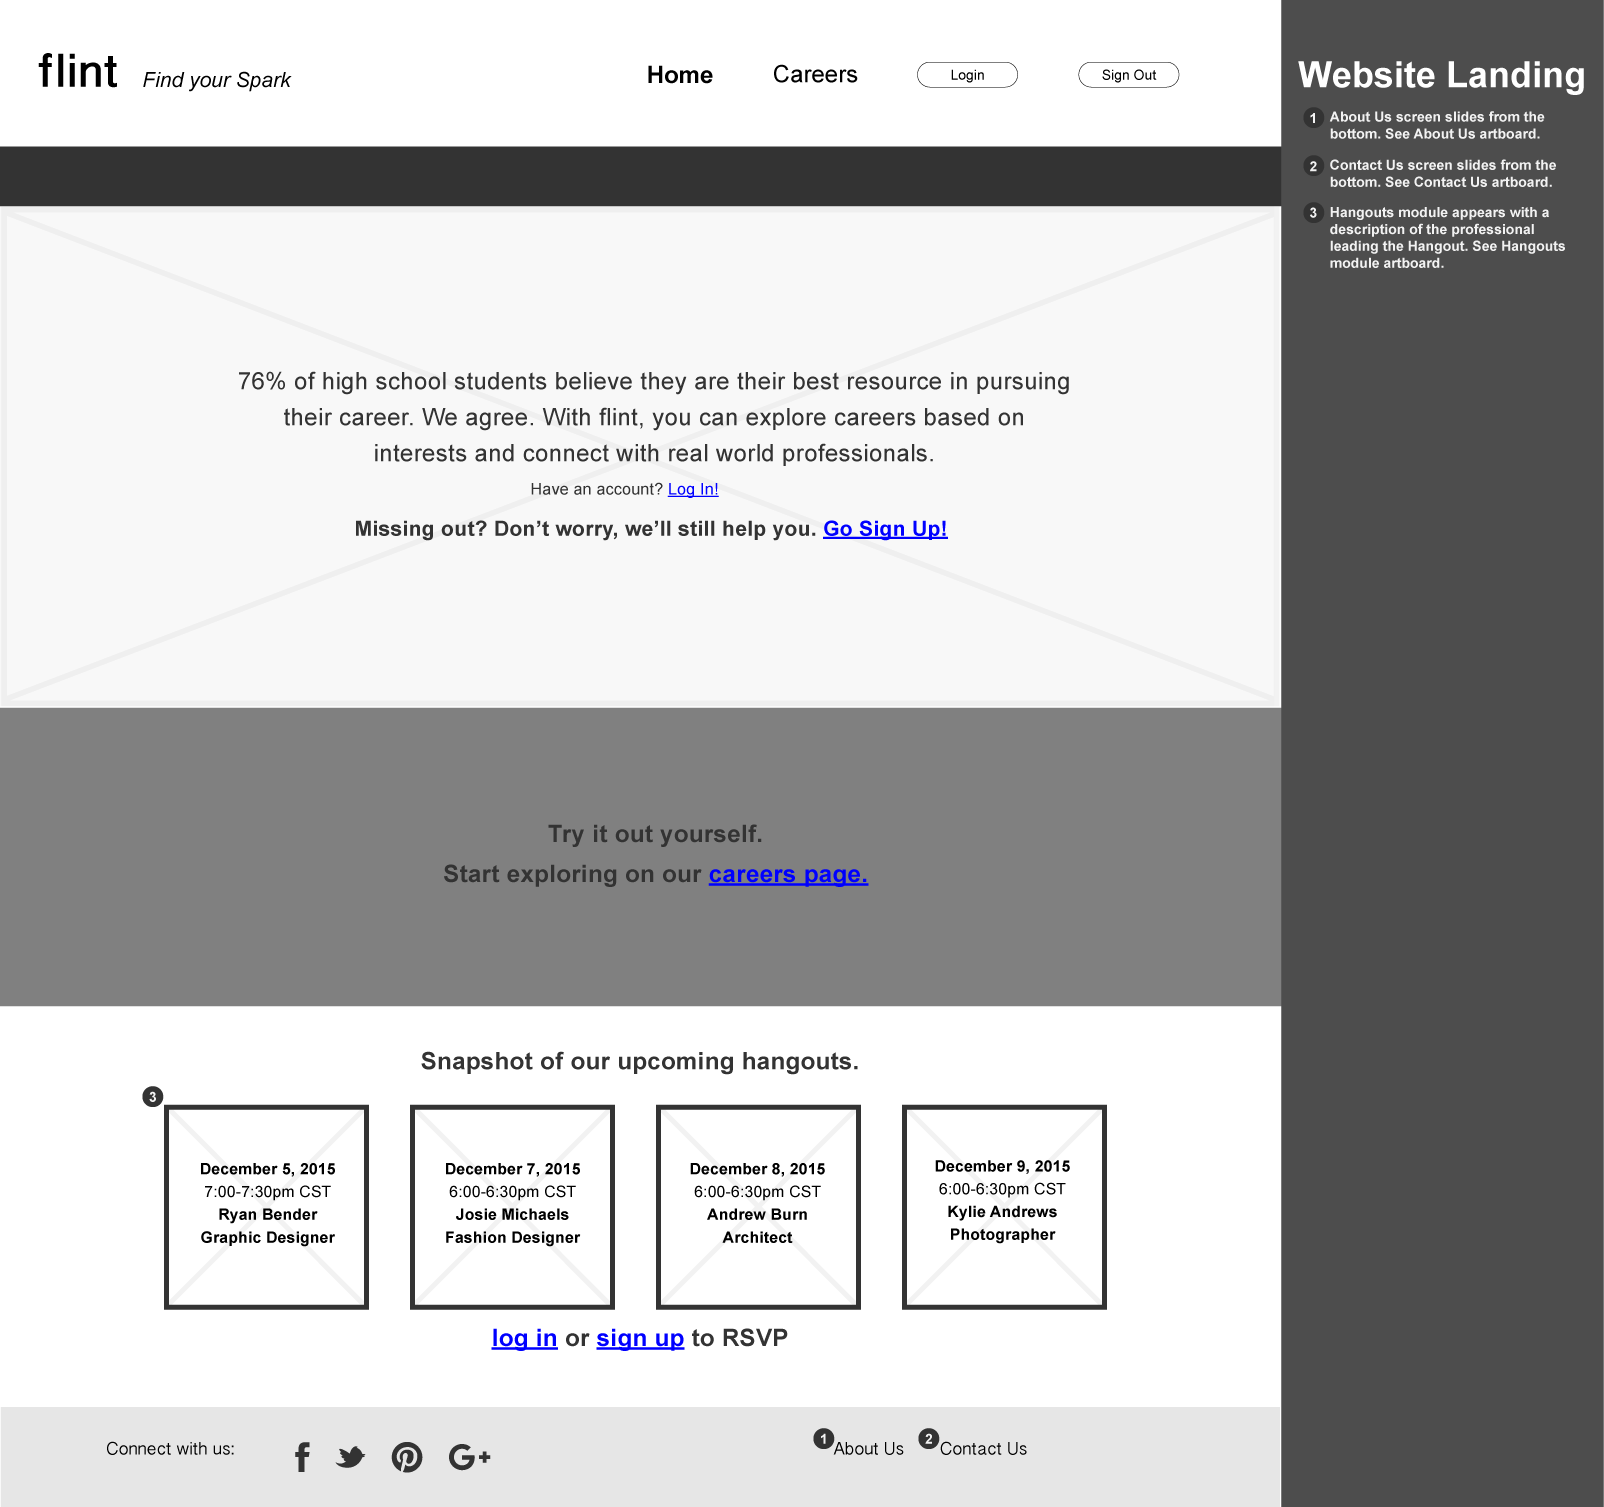 flint Find your Spark
Home Careers Login Sign Out
76% of high school students believe they are their best resource in pursuing
their career. We agree. With flint, you can explore careers based on
interests and connect with real world professionals.
Have an account? Log In!
Missing out? Don’t worry, we’ll still help you. Go Sign Up!
Try it out yourself.
Start exploring on our careers page.
Snapshot of our upcoming hangouts.
3
December 5, 2015
7:00-7:30pm CST
Ryan Bender
Graphic Designer
December 7, 2015
6:00-6:30pm CST
Josie Michaels
Fashion Designer
December 8, 2015
6:00-6:30pm CST
Andrew Burn
Architect
December 9, 2015
6:00-6:30pm CST
Kylie Andrews
Photographer
log in or sign up to RSVP
Connect with us:
1 About Us 2 Contact Us
Website Landing
1 About Us screen slides from the
bottom. See About Us artboard.
2 Contact Us screen slides from the
bottom. See Contact Us artboard.
3 Hangouts module appears with a
description of the professional
leading the Hangout. See Hangouts
module artboard.